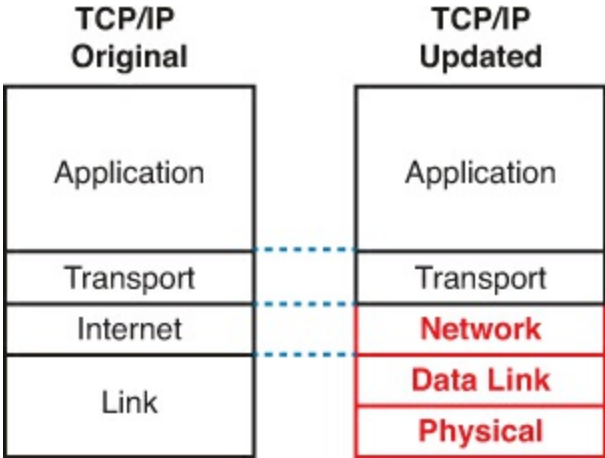 TCP/IP
Original
TCP/IP
Updated
Application
Application
Transport
Transport
Internet
Network
Link
Data Link
Physical